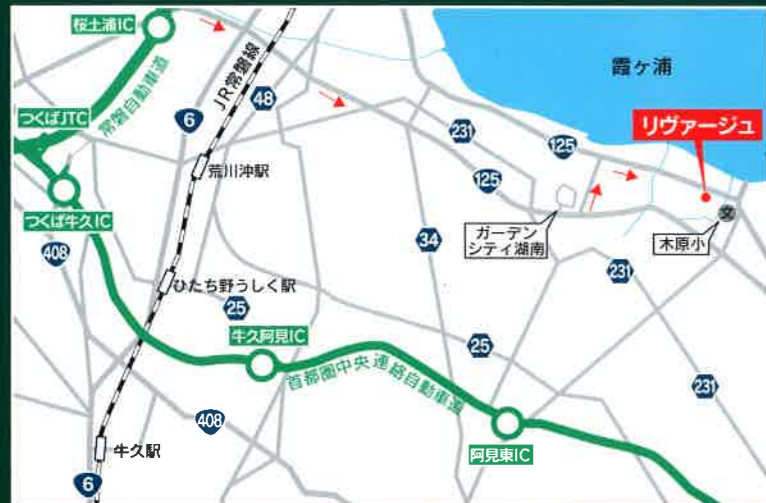 桜土浦IC
つくばJTC
常磐自動車道
つくば牛久IC
408
6
JR常磐線
48
荒川沖駅
ひたち野うしく駅
25
牛久阿見IC
首都圏中央連絡自動車道
408
牛久駅
6
霞ヶ浦
リヴァージュ
231
125
125
ガーデン
シティ湖南
文
木原小
34
231
25
231
阿見東IC